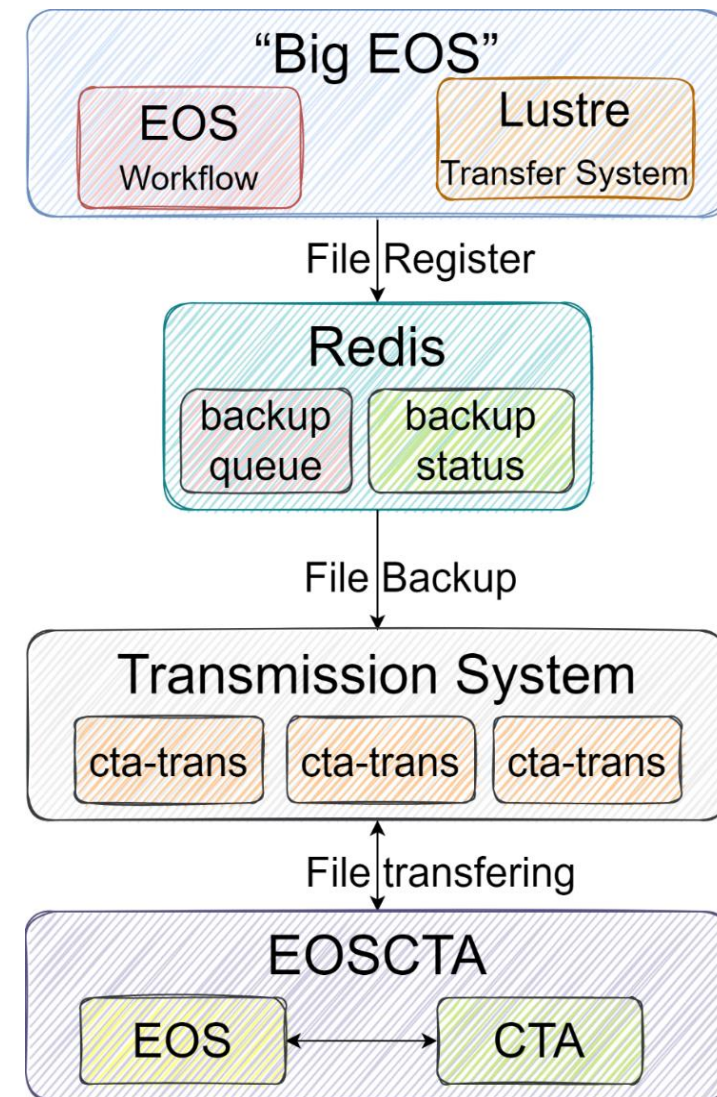 “Big EOS”
EOS
Workflow
Lustre
Transfer System
File Register
Redis
backup
queue
backup
status
File Backup
Transmission System
cta-trans
cta-trans
cta-trans
File transfering
EOSCTA
EOS
CTA